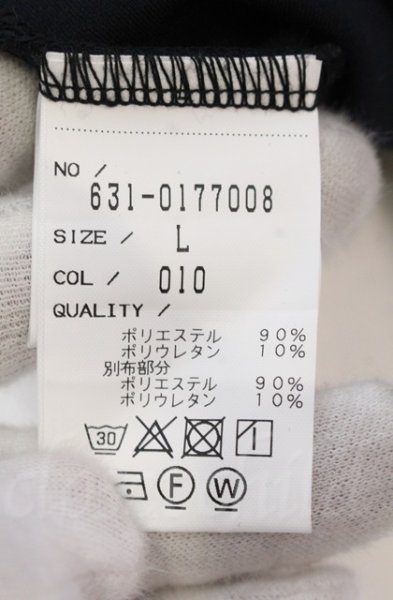 NO /
631-0177008
SIZE / L
COL / 010
QUALITY /
ポリエステル 90%
ポリウレタン 10%
別布部分
ポリエステル 90%
ポリウレタン 10%
30
F W